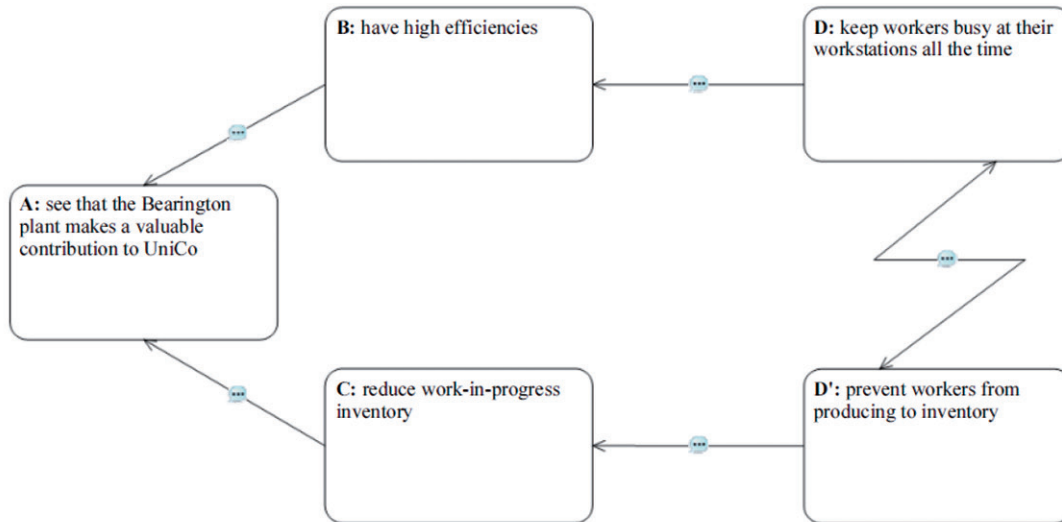 B: have high efficiencies
D: keep workers busy at their
workstations all the time
A: see that the Bearington
plant makes a valuable
contribution to UniCo
C: reduce work-in-progress
inventory
D': prevent workers from
producing to inventory